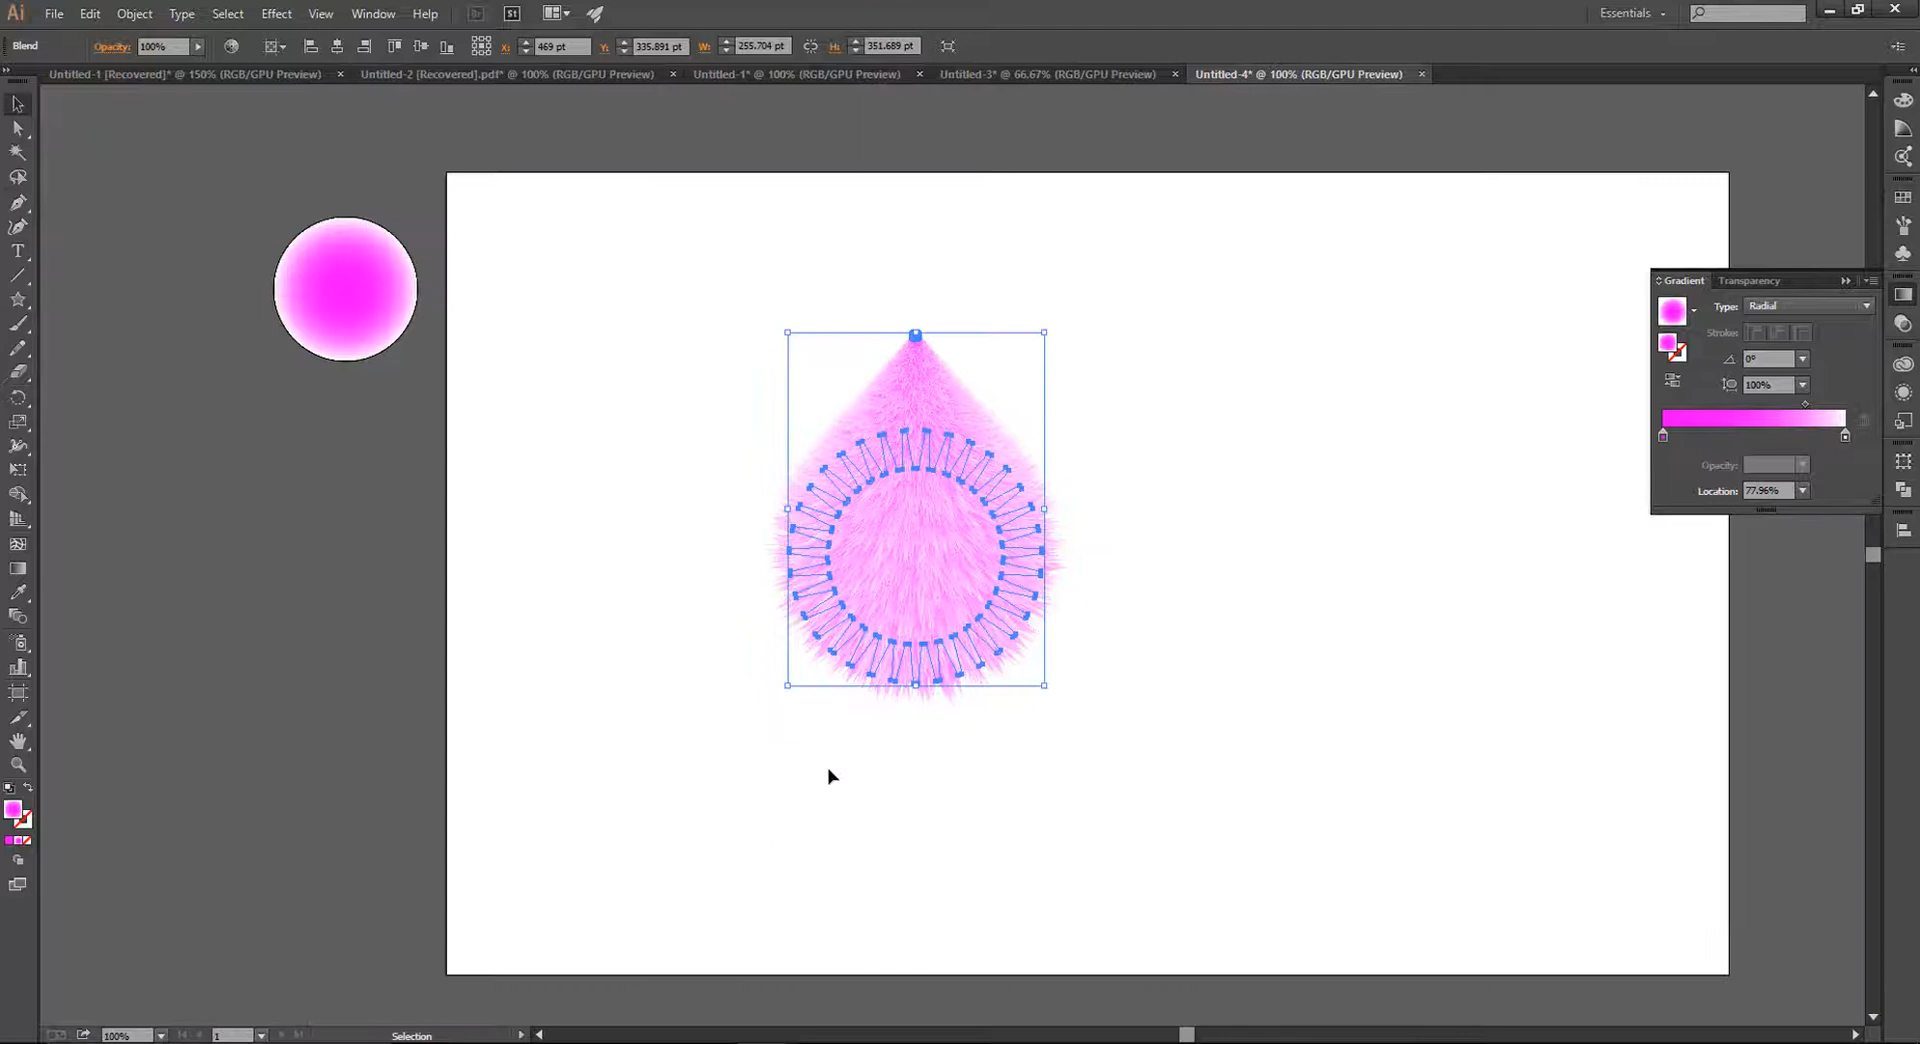 Ai File Edit Object Type Select Effect View Window Help Br St Essentials
Blend Opacity: 100% X: 469 pt Y: 335.891 pt W: 255.704 pt H: 351.689 pt
Untitled-1 [Recovered]* @ 150% (RGB/GPU Preview) × Untitled-2 [Recovered].pdf* @ 100% (RGB/GPU Preview) × Untitled-1* @ 100% (RGB/GPU Preview) × Untitled-3* @ 66.67% (RGB/GPU Preview) × Untitled-4* @ 100% (RGB/GPU Preview) ×
Gradient Transparency
Type: Radial
Stroke:
0°
100%
Opacity:
Location: 77.96%
T
100% 1 Selection